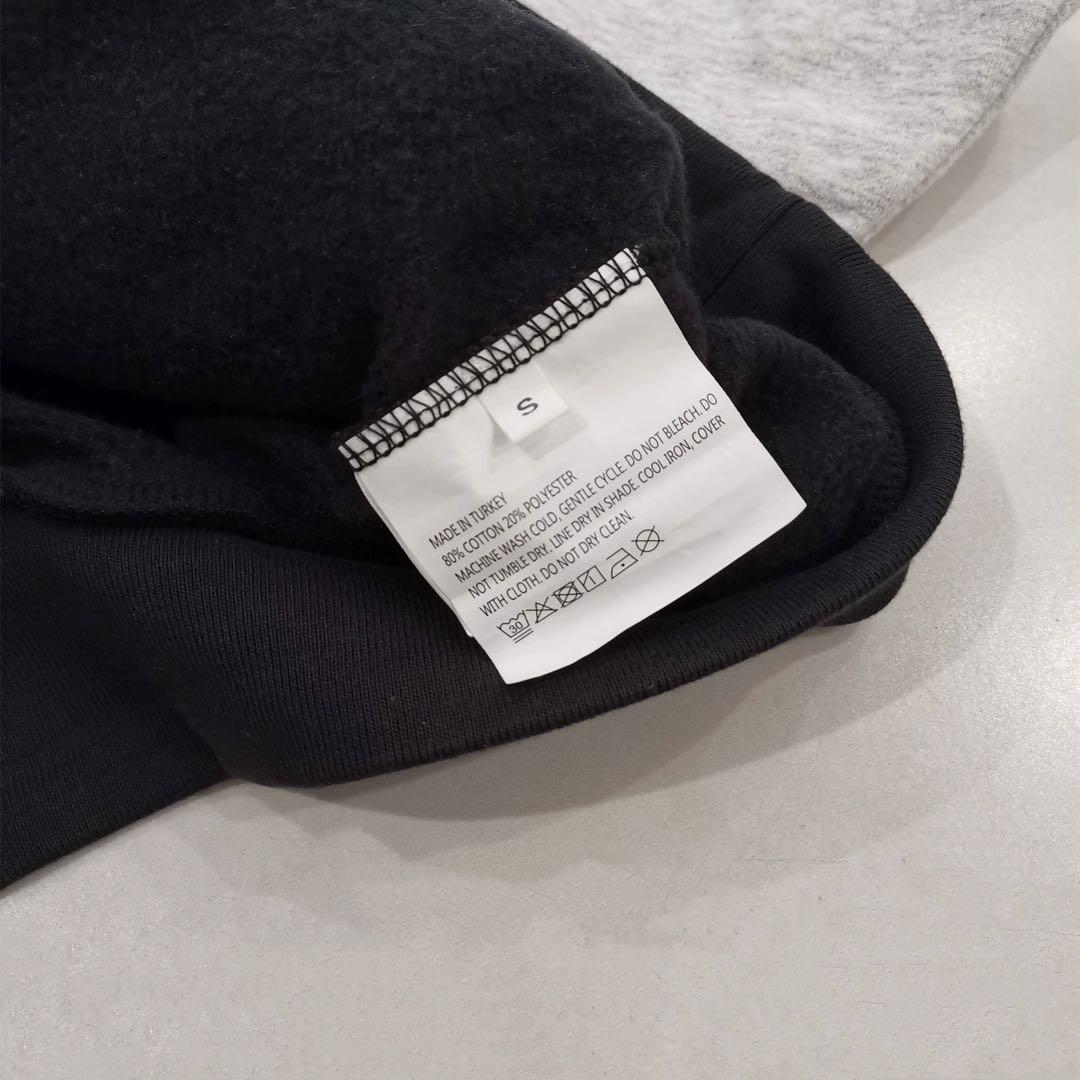 S
MADE IN TURKEY
80% COTTON 20% POLYESTER
MACHINE WASH COLD, GENTLE CYCLE. DO NOT BLEACH. DO
NOT TUMBLE DRY. LINE DRY IN SHADE. COOL IRON, COVER
WITH CLOTH. DO NOT DRY CLEAN.
30